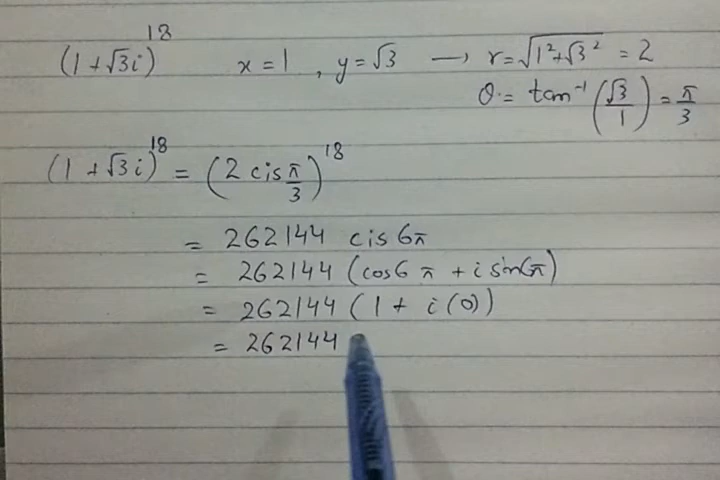 (1 + √3i)^18 x = 1 , y = √3 → r = √(1² + √3²) = 2
θ = tan⁻¹ (√3/1) = π/3
(1 + √3i)^18 = (2 cis π/3)^18
= 262144 cis 6π
= 262144 (cos 6π + i sin 6π)
= 262144 ( 1 + i (0) )
= 262144